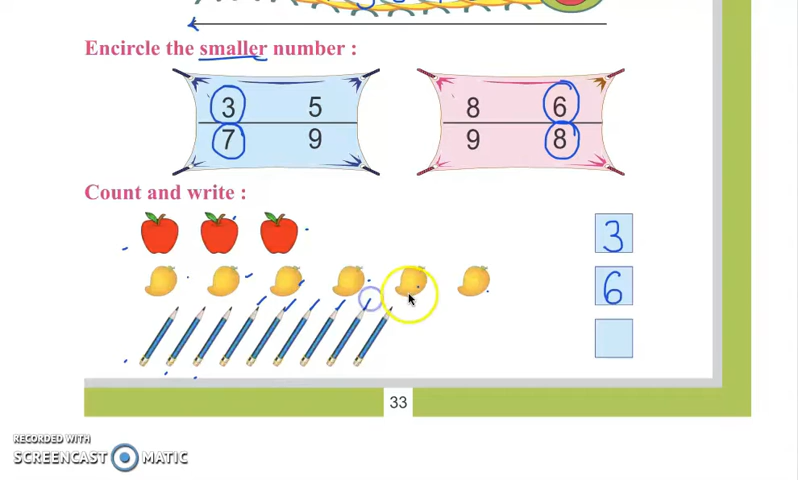 Encircle the smaller number :
3 5
7 9
8 6
9 8
Count and write :
3
6
33
RECORDED WITH
SCREENCAST MATIC